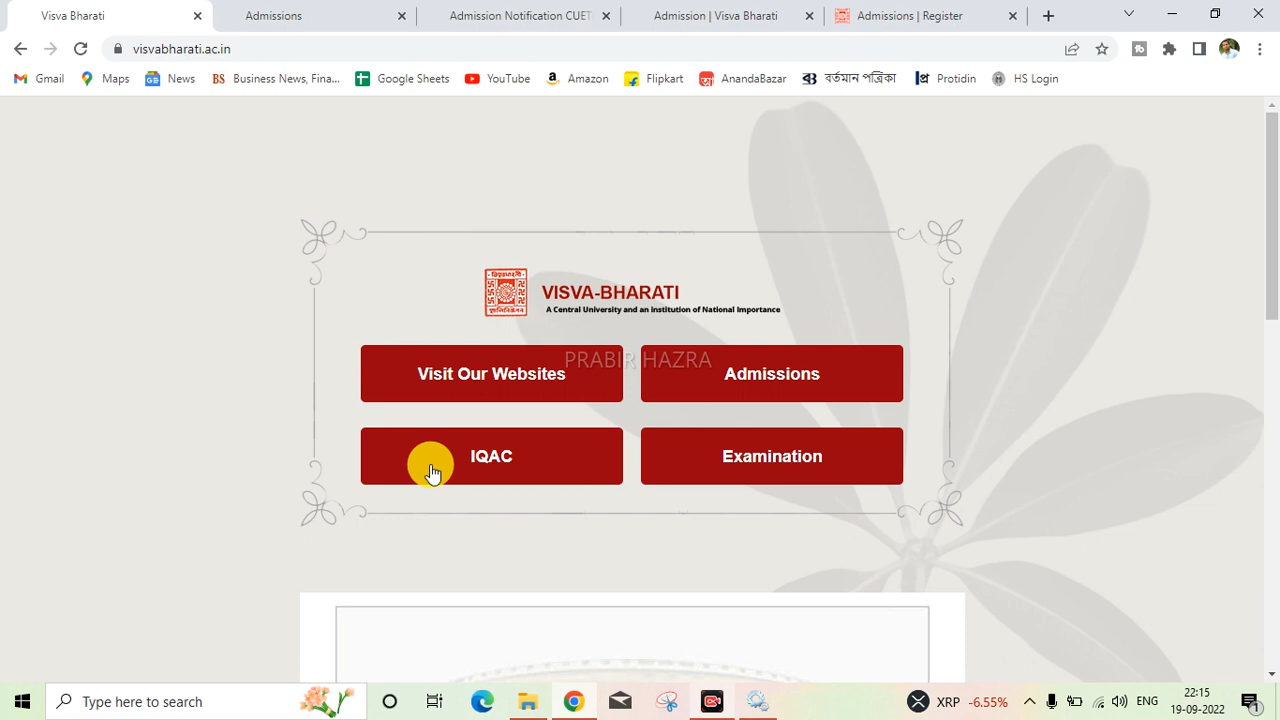 Visva Bharati
Admissions
Admission Notification CUET
Admission | Visva Bharati
Admissions | Register
visvabharati.ac.in
Gmail
Maps
News
BS Business News, Fina...
Google Sheets
YouTube
Amazon
Flipkart
AnandaBazar
বর্তমান পত্রিকা
Protidin
HS Login
VISVA-BHARATI
A Central University and an Institution of National Importance
PRABIR HAZRA
Visit Our Websites
Admissions
IQAC
Examination
Type here to search
XRP -6.55%
ENG
22:15
19-09-2022